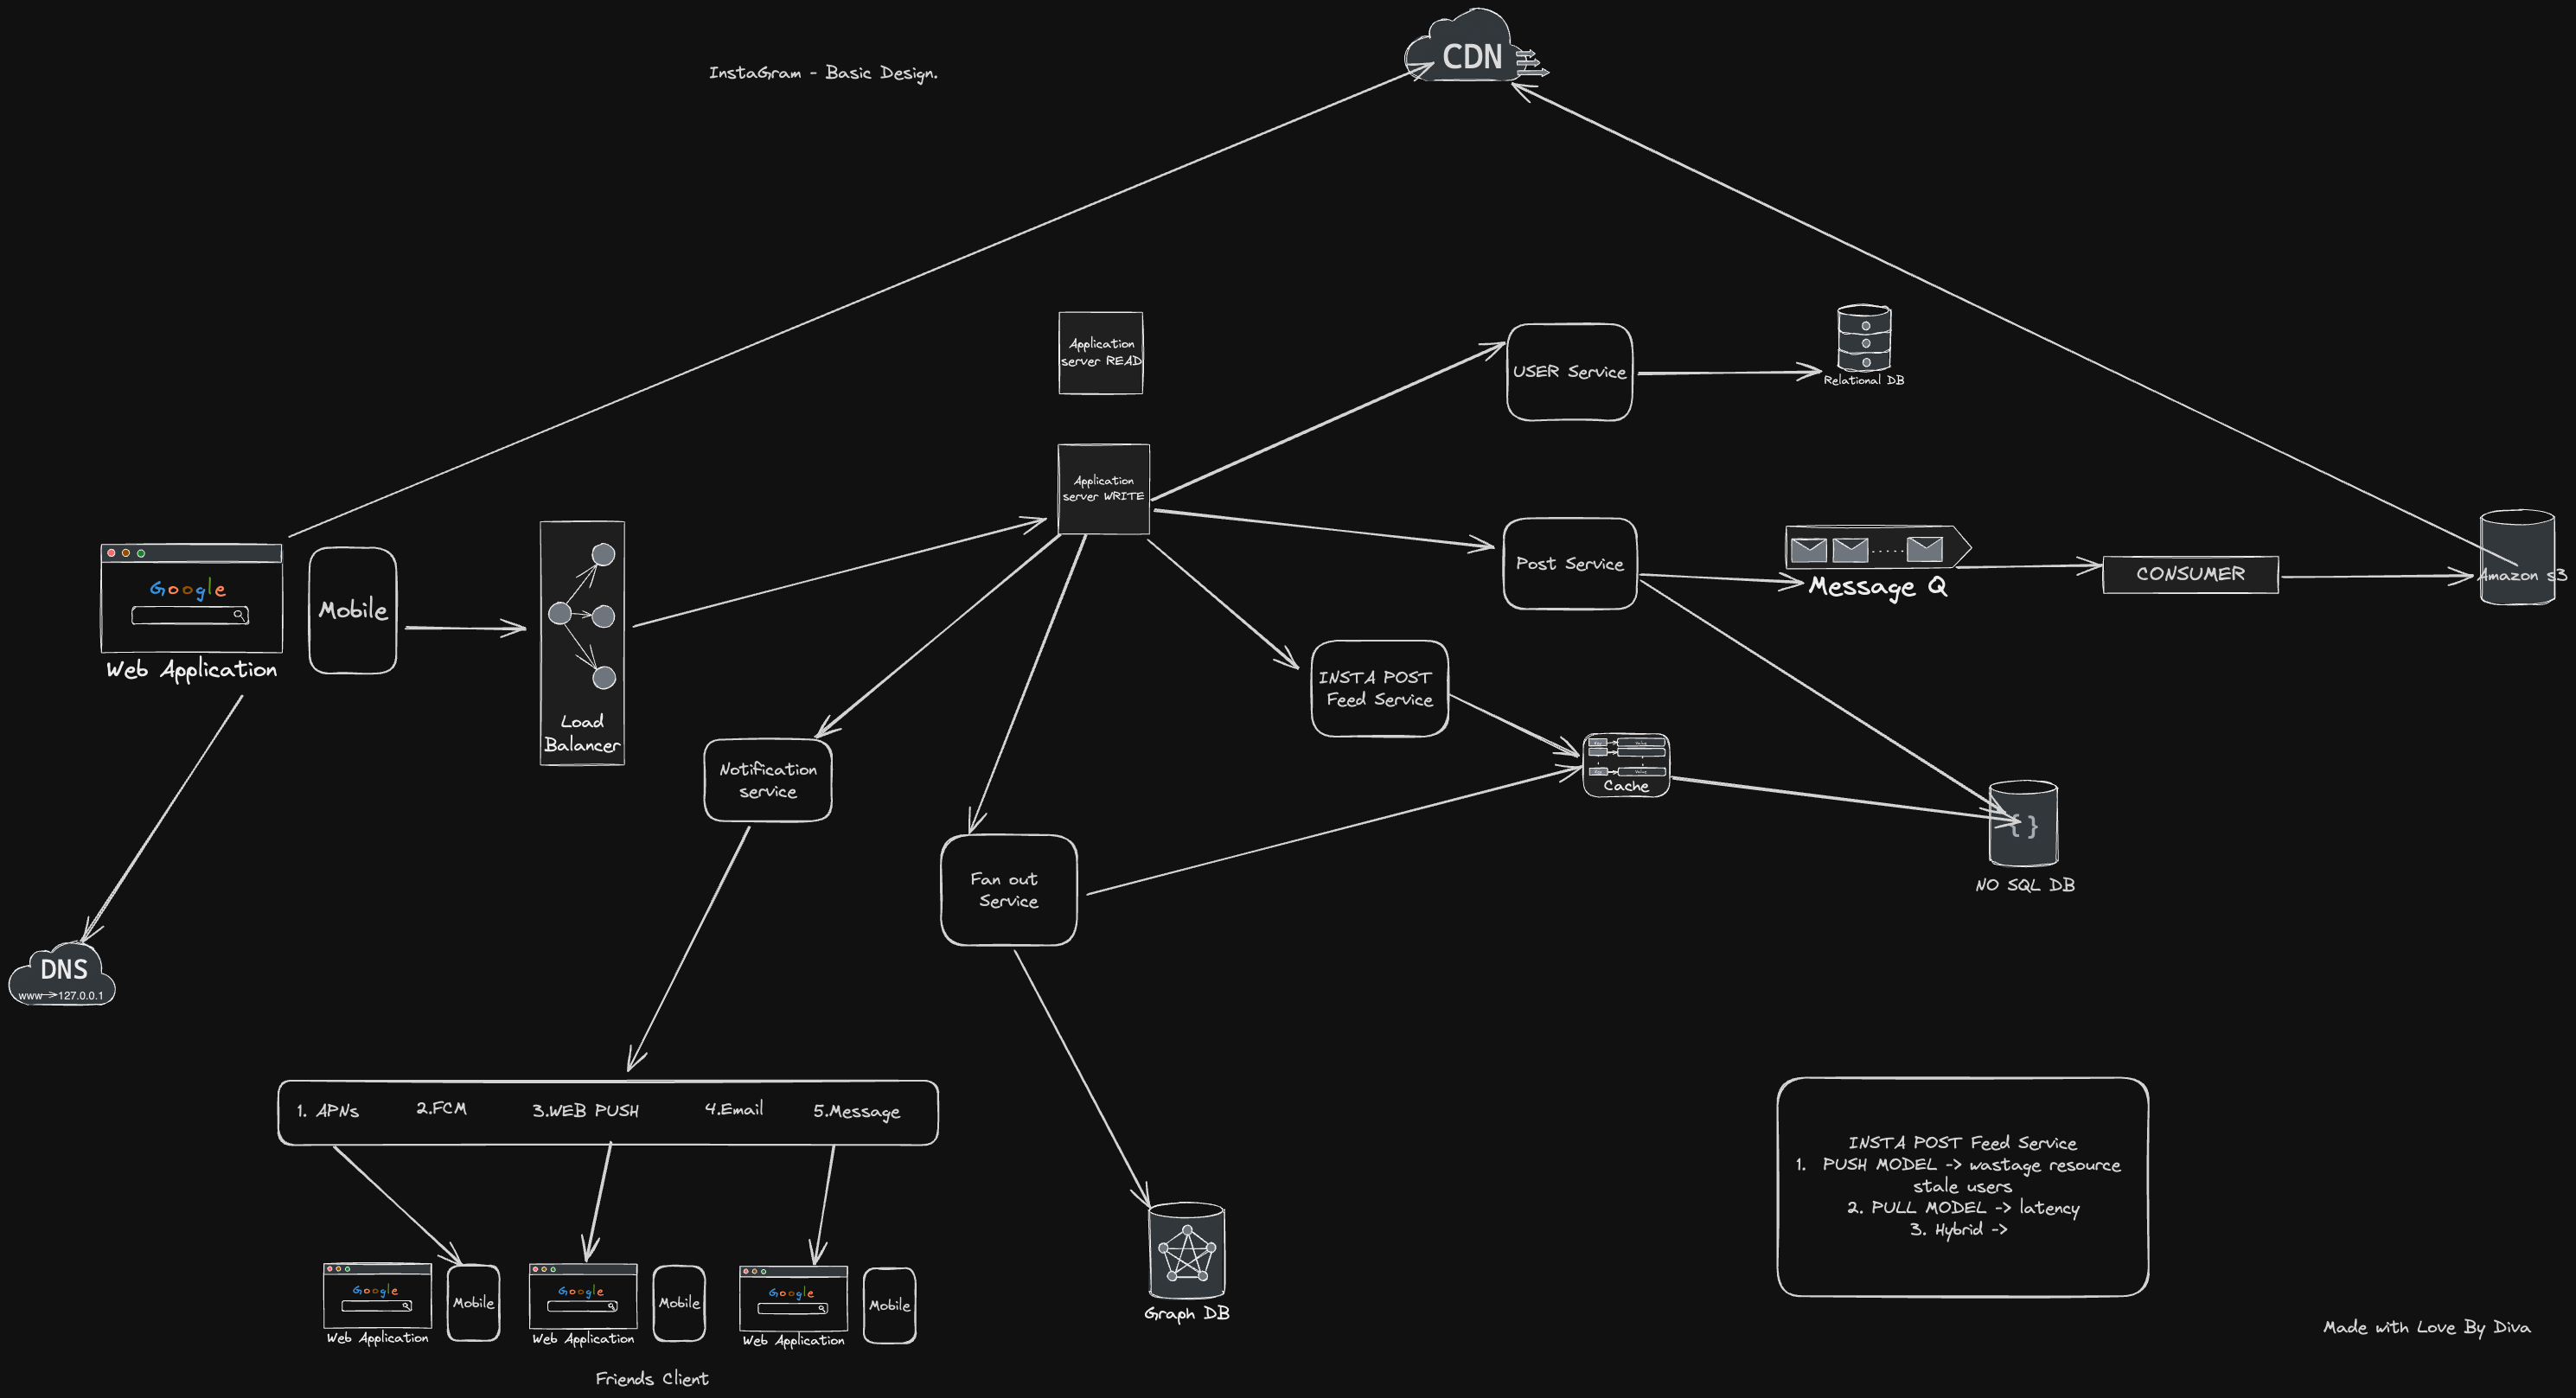 CDN
InstaGram - Basic Design.
Application
server READ
USER Service
Relational DB
Application
server WRITE
Google
Web Application
Mobile
Load
Balancer
Post Service
Message Q
CONSUMER
Amazon s3
INSTA POST
Feed Service
Notification
service
Value
Value
Cache
{}
NO SQL DB
Fan out
Service
DNS
www->127.0.0.1
1. APNs
2.FCM
3.WEB PUSH
4.Email
5.Message
INSTA POST Feed Service
1. PUSH MODEL -> wastage resource
stale users
2. PULL MODEL -> latency
3. Hybrid ->
Google
Web Application
Mobile
Google
Web Application
Mobile
Google
Web Application
Mobile
Friends Client
Graph DB
Made with Love By Diva